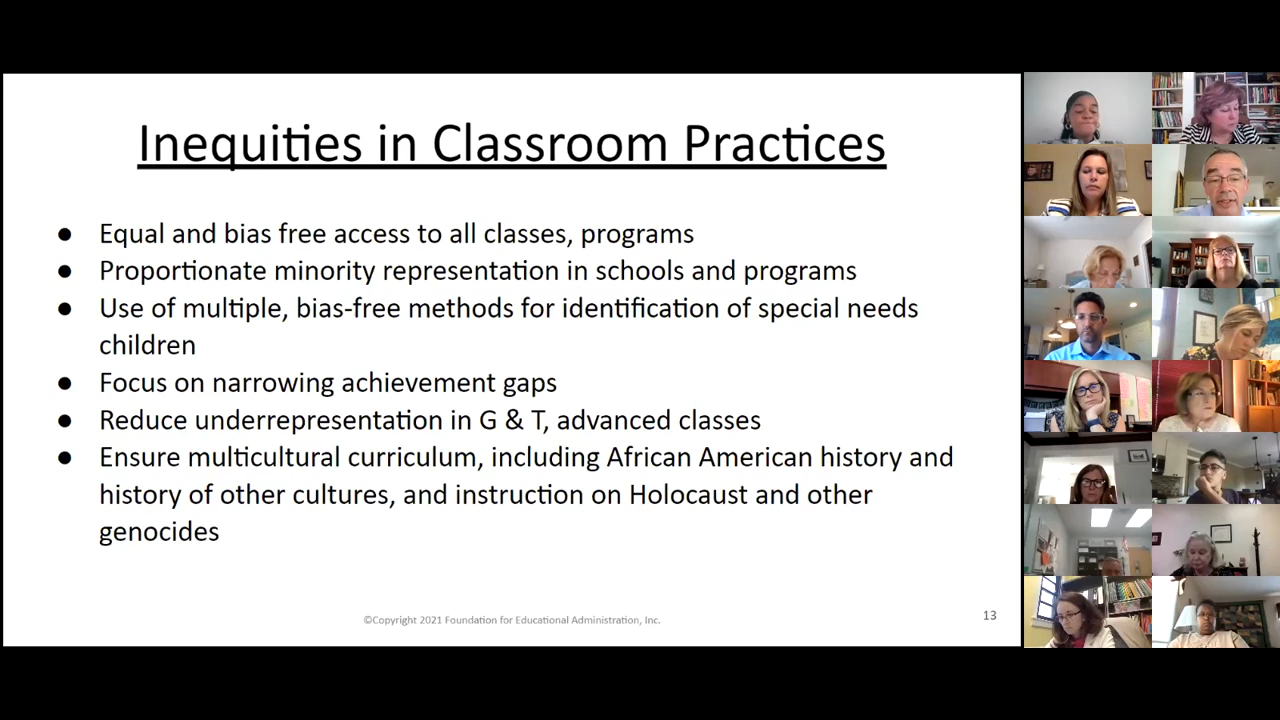 Inequities in Classroom Practices
● Equal and bias free access to all classes, programs
● Proportionate minority representation in schools and programs
● Use of multiple, bias-free methods for identification of special needs
children
● Focus on narrowing achievement gaps
● Reduce underrepresentation in G & T, advanced classes
● Ensure multicultural curriculum, including African American history and
history of other cultures, and instruction on Holocaust and other
genocides
©Copyright 2021 Foundation for Educational Administration, Inc.
13